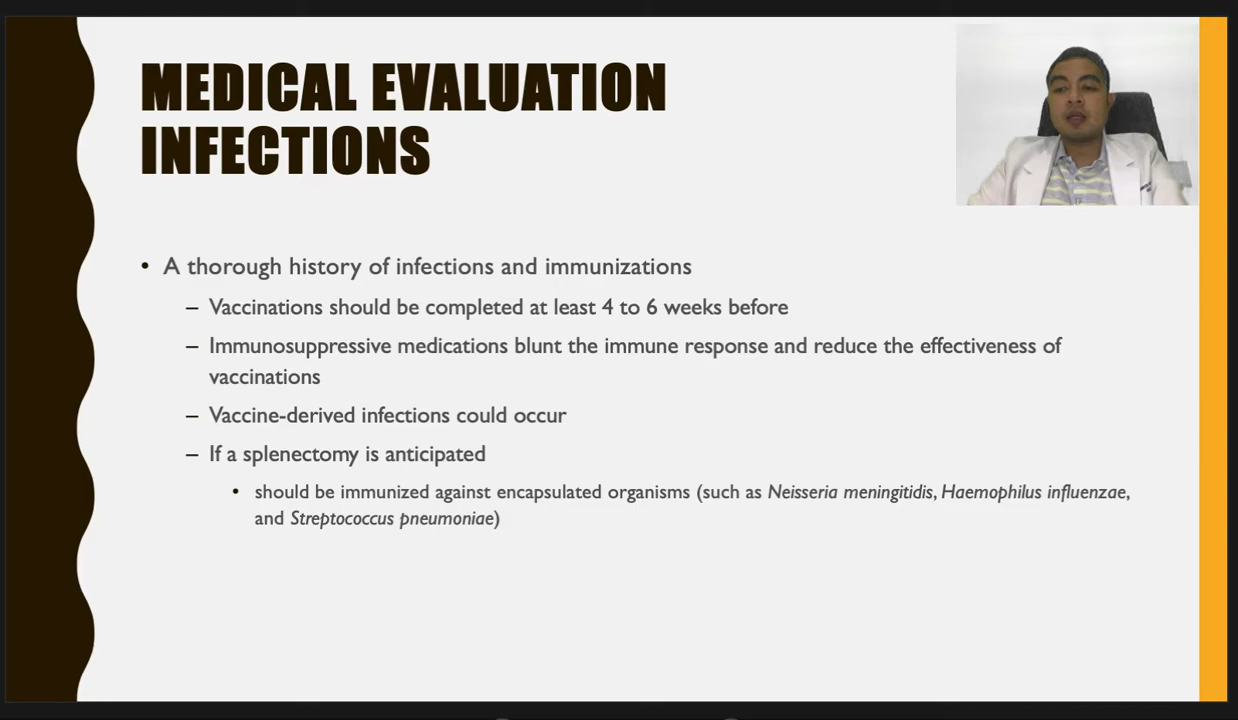 MEDICAL EVALUATION
INFECTIONS
• A thorough history of infections and immunizations
– Vaccinations should be completed at least 4 to 6 weeks before
– Immunosuppressive medications blunt the immune response and reduce the effectiveness of
vaccinations
– Vaccine-derived infections could occur
– If a splenectomy is anticipated
• should be immunized against encapsulated organisms (such as Neisseria meningitidis, Haemophilus influenzae,
and Streptococcus pneumoniae)